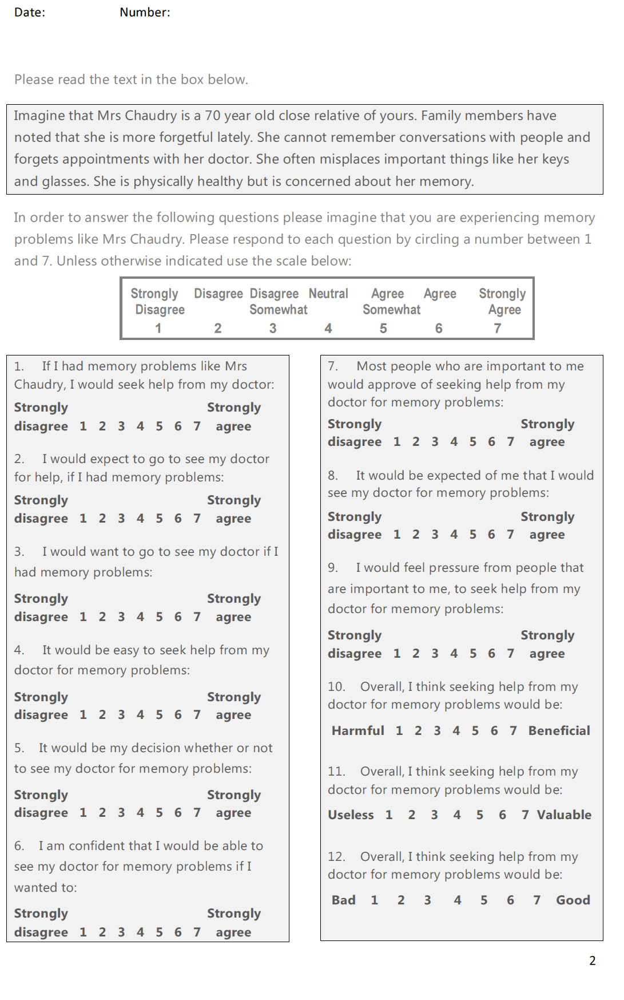 Date: Number:
Please read the text in the box below.
Imagine that Mrs Chaudry is a 70 year old close relative of yours. Family members have
noted that she is more forgetful lately. She cannot remember conversations with people and
forgets appointments with her doctor. She often misplaces important things like her keys
and glasses. She is physically healthy but is concerned about her memory.
In order to answer the following questions please imagine that you are experiencing memory
problems like Mrs Chaudry. Please respond to each question by circling a number between 1
and 7. Unless otherwise indicated use the scale below:
Strongly Disagree Disagree Neutral Agree Agree Strongly
Disagree Somewhat Somewhat Agree
1 2 3 4 5 6 7
1. If I had memory problems like Mrs
Chaudry, I would seek help from my doctor:
Strongly Strongly
disagree 1 2 3 4 5 6 7 agree
2. I would expect to go to see my doctor
for help, if I had memory problems:
Strongly Strongly
disagree 1 2 3 4 5 6 7 agree
3. I would want to go to see my doctor if I
had memory problems:
Strongly Strongly
disagree 1 2 3 4 5 6 7 agree
4. It would be easy to seek help from my
doctor for memory problems:
Strongly Strongly
disagree 1 2 3 4 5 6 7 agree
5. It would be my decision whether or not
to see my doctor for memory problems:
Strongly Strongly
disagree 1 2 3 4 5 6 7 agree
6. I am confident that I would be able to
see my doctor for memory problems if I
wanted to:
Strongly Strongly
disagree 1 2 3 4 5 6 7 agree
7. Most people who are important to me
would approve of seeking help from my
doctor for memory problems:
Strongly Strongly
disagree 1 2 3 4 5 6 7 agree
8. It would be expected of me that I would
see my doctor for memory problems:
Strongly Strongly
disagree 1 2 3 4 5 6 7 agree
9. I would feel pressure from people that
are important to me, to seek help from my
doctor for memory problems:
Strongly Strongly
disagree 1 2 3 4 5 6 7 agree
10. Overall, I think seeking help from my
doctor for memory problems would be:
Harmful 1 2 3 4 5 6 7 Beneficial
11. Overall, I think seeking help from my
doctor for memory problems would be:
Useless 1 2 3 4 5 6 7 Valuable
12. Overall, I think seeking help from my
doctor for memory problems would be:
Bad 1 2 3 4 5 6 7 Good
2